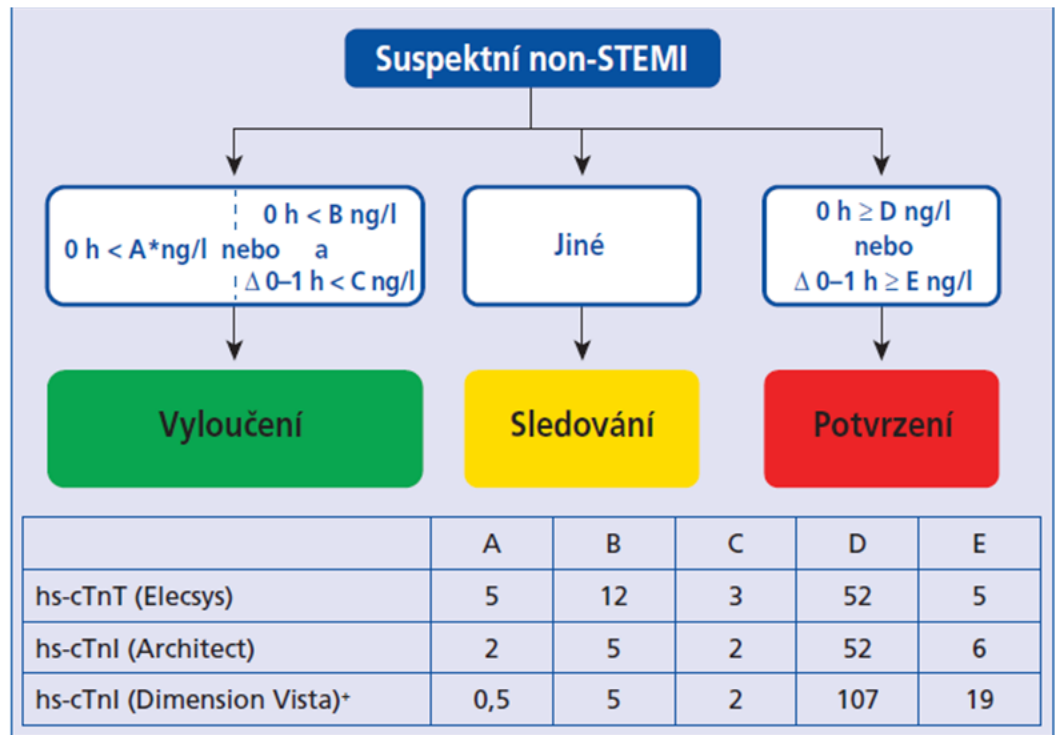 Suspektní non-STEMI
0 h < A*ng/l nebo
0 h < B ng/l
a
Δ 0–1 h < C ng/l
Jiné
0 h ≥ D ng/l
nebo
Δ 0–1 h ≥ E ng/l
Vyloučení
Sledování
Potvrzení
A B C D E
hs-cTnT (Elecsys) 5 12 3 52 5
hs-cTnI (Architect) 2 5 2 52 6
hs-cTnI (Dimension Vista)⁺ 0,5 5 2 107 19